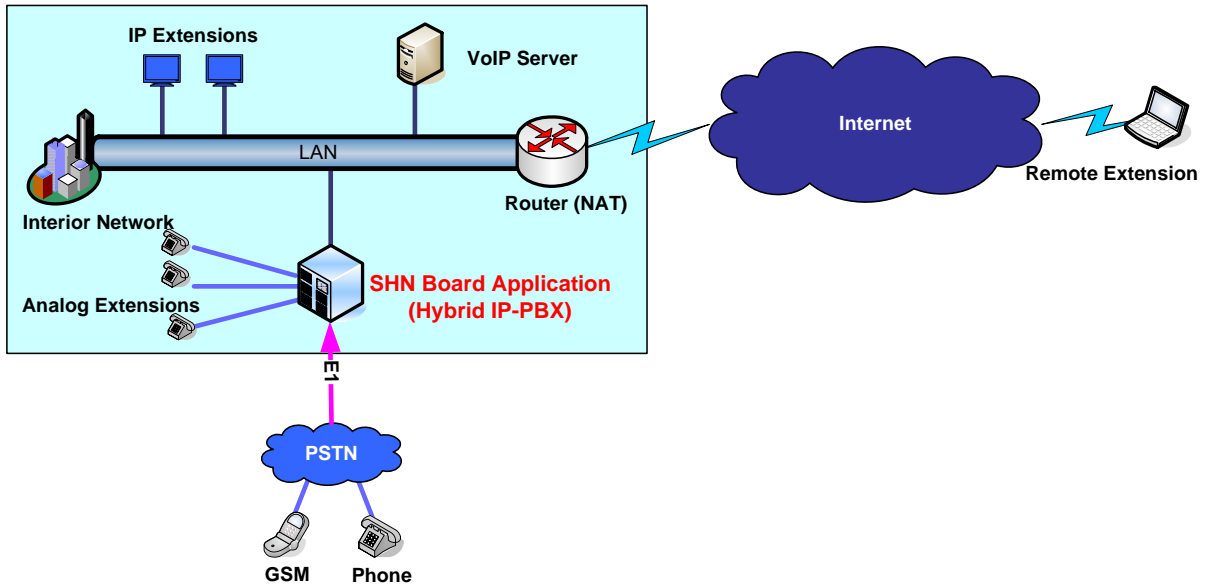 IP Extensions
VoIP Server
Internet
LAN
Remote Extension
Router (NAT)
Interior Network
SHN Board Application
(Hybrid IP-PBX)
Analog Extensions
E1
PSTN
GSM
Phone